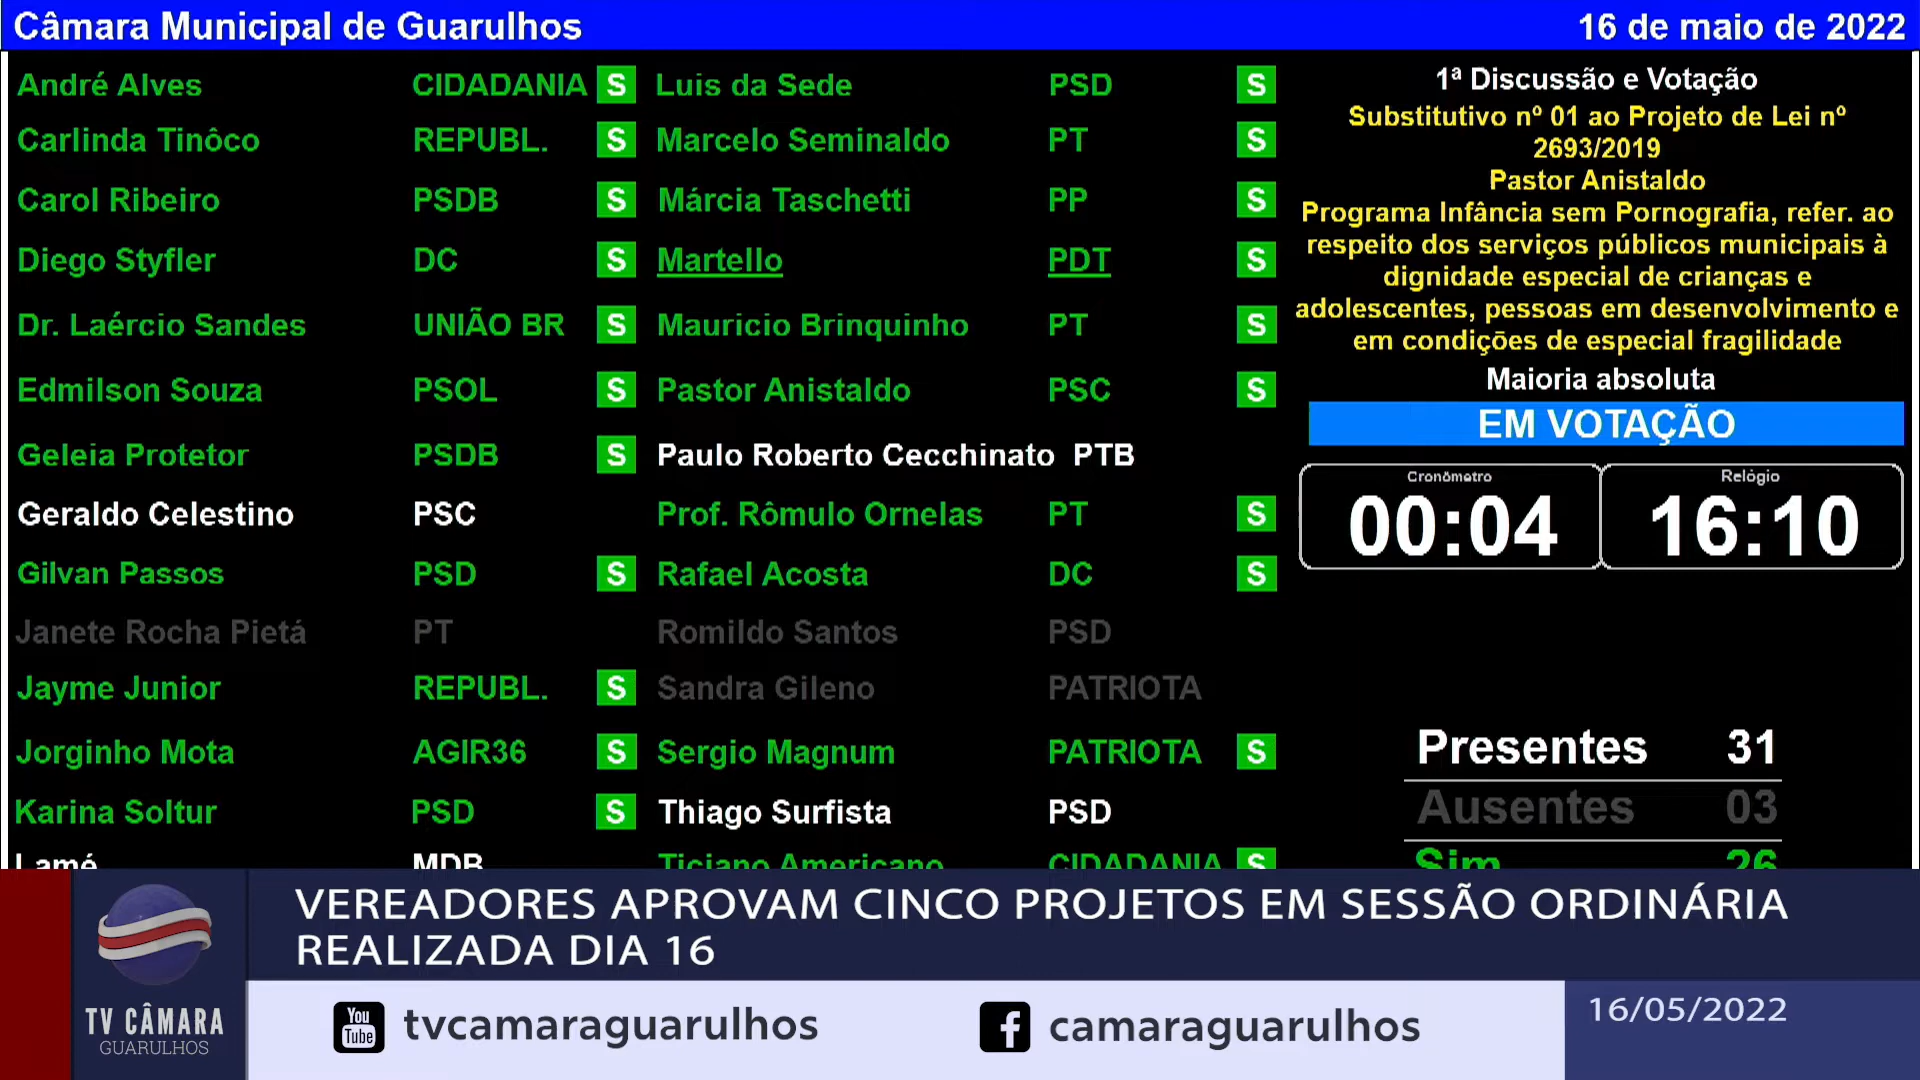 Câmara Municipal de Guarulhos 16 de maio de 2022
André Alves CIDADANIA S Luis da Sede PSD S
Carlinda Tinôco REPUBL. S Marcelo Seminaldo PT S
Carol Ribeiro PSDB S Márcia Taschetti PP S
Diego Styfler DC S Martello PDT S
Dr. Laércio Sandes UNIÃO BR S Mauricio Brinquinho PT S
Edmilson Souza PSOL S Pastor Anistaldo PSC S
Geleia Protetor PSDB S Paulo Roberto Cecchinato PTB
Geraldo Celestino PSC Prof. Rômulo Ornelas PT S
Gilvan Passos PSD S Rafael Acosta DC S
Janete Rocha Pietá PT Romildo Santos PSD
Jayme Junior REPUBL. S Sandra Gileno PATRIOTA
Jorginho Mota AGIR36 S Sergio Magnum PATRIOTA S
Karina Soltur PSD S Thiago Surfista PSD
Lamé MDB Ticiano Americano CIDADANIA S
1ª Discussão e Votação
Substitutivo nº 01 ao Projeto de Lei nº
2693/2019
Pastor Anistaldo
Programa Infância sem Pornografia, refer. ao
respeito dos serviços públicos municipais à
dignidade especial de crianças e
adolescentes, pessoas em desenvolvimento e
em condições de especial fragilidade
Maioria absoluta
EM VOTAÇÃO
Cronômetro Relógio
00:04 16:10
Presentes 31
Ausentes 03
Sim 26
VEREADORES APROVAM CINCO PROJETOS EM SESSÃO ORDINÁRIA
REALIZADA DIA 16
TV CÂMARA
GUARULHOS
You
Tube
tvcamaraguarulhos
f camaraguarulhos
16/05/2022